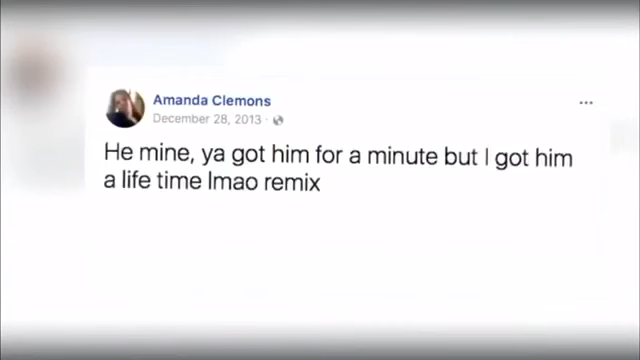 Amanda Clemons
December 28, 2013 ·
He mine, ya got him for a minute but I got him
a life time lmao remix